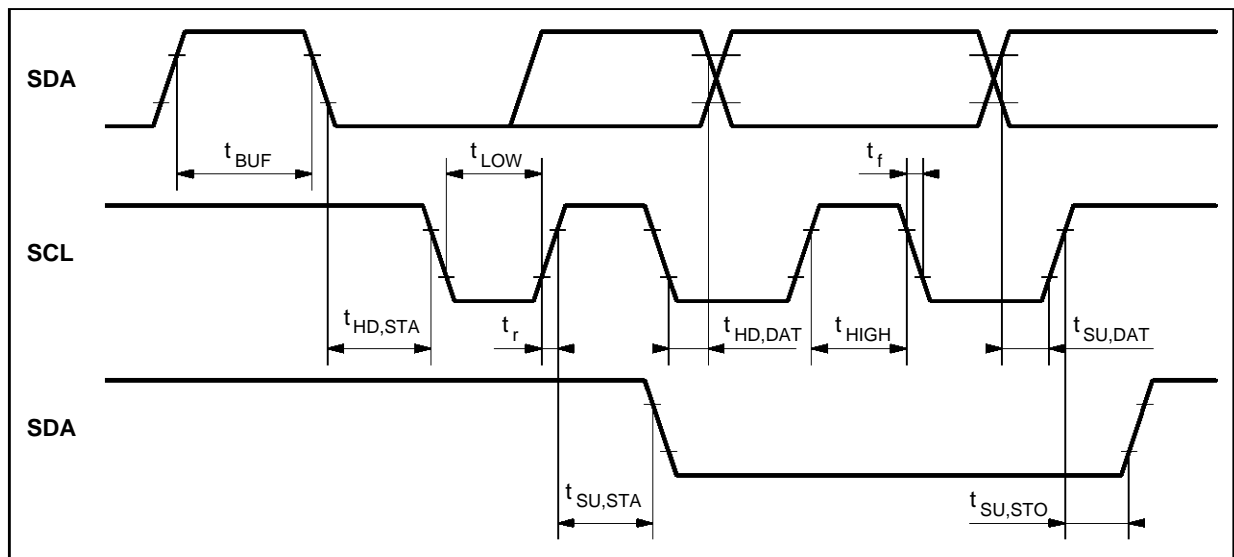 SDA
t BUF
t LOW
t f
SCL
t HD,STA
t r
t HD,DAT
t HIGH
t SU,DAT
SDA
t SU,STA
t SU,STO